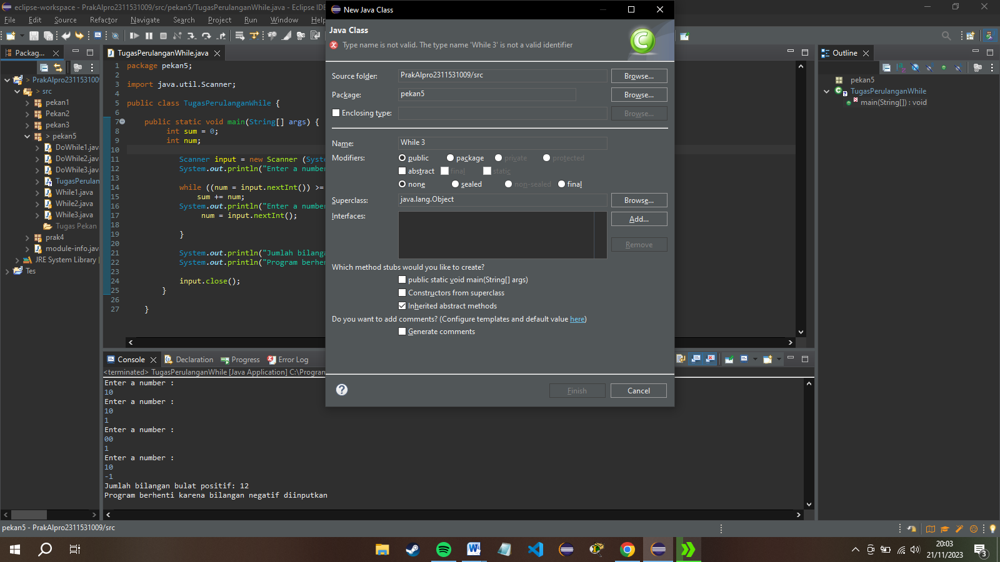 eclipse-workspace - PrakAlpro2311531009/src/pekan5/TugasPerulanganWhile.java - Eclipse IDE
File Edit Source Refactor Navigate Search Project Run Window Help
New Java Class
Java Class
Type name is not valid. The type name 'While 3' is not a valid identifier
Source folder: PrakAlpro2311531009/src Browse...
Package: pekan5 Browse...
Enclosing type: Browse...
Name: While 3
Modifiers: public package private protected
abstract final static
none sealed non-sealed final
Superclass: java.lang.Object Browse...
Interfaces: Add...
Remove
Which method stubs would you like to create?
public static void main(String[] args)
Constructors from superclass
Inherited abstract methods
Do you want to add comments? (Configure templates and default value here)
Generate comments
Finish Cancel
Packag...
> PrakAlpro2311531009
> src
pekan1
Pekan2
pekan3
> pekan5
DoWhile1.java
DoWhile2.java
DoWhile3.java
TugasPerulan
While1.java
While2.java
While3.java
Tugas Pekan
prak4
module-info.jav
JRE System Library
Tes
TugasPerulanganWhile.java
1 package pekan5;
2
3 import java.util.Scanner;
4
5 public class TugasPerulanganWhile {
6
7 public static void main(String[] args) {
8 int sum = 0;
9 int num;
10
11 Scanner input = new Scanner (Syst
12 System.out.println("Enter a number
13
14 while ((num = input.nextInt()) >=
15 sum += num;
16 System.out.println("Enter a number
17 num = input.nextInt();
18
19 }
20
21 System.out.println("Jumlah bilanga
22 System.out.println("Program berhen
23
24 input.close();
25 }
26
27 }
Outline
pekan5
TugasPerulanganWhile
main(String[]) : void
Console Declaration Progress Error Log
<terminated> TugasPerulanganWhile [Java Application] C:\Program
Enter a number :
10
Enter a number :
10
1
Enter a number :
00
1
Enter a number :
10
-1
Jumlah bilangan bulat positif: 12
Program berhenti karena bilangan negatif diinputkan
pekan5 - PrakAlpro2311531009/src
20:03
21/11/2023
3